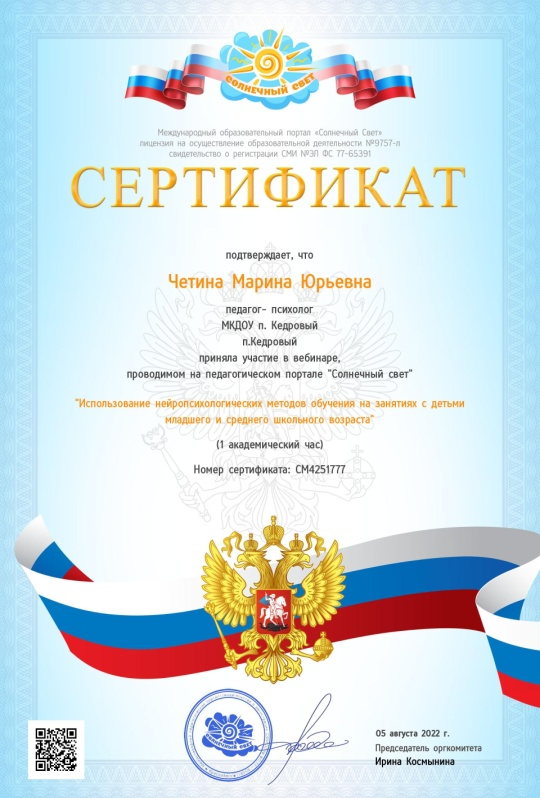 СОЛНЕЧНЫЙ СВЕТ
Международный образовательный портал «Солнечный Свет»
лицензия на осуществление образовательной деятельности №9757-л
свидетельство о регистрации СМИ №ЭЛ ФС 77-65391
СЕРТИФИКАТ
подтверждает, что
Четина Марина Юрьевна
педагог- психолог
МКДОУ п. Кедровый
п.Кедровый
приняла участие в вебинаре,
проводимом на педагогическом портале "Солнечный свет"
"Использование нейропсихологических методов обучения на занятиях с детьми
младшего и среднего школьного возраста"
(1 академический час)
Номер сертификата: СМ4251777
СОЛНЕЧНЫЙ СВЕТ
05 августа 2022 г.
Председатель оргкомитета
Ирина Космынина